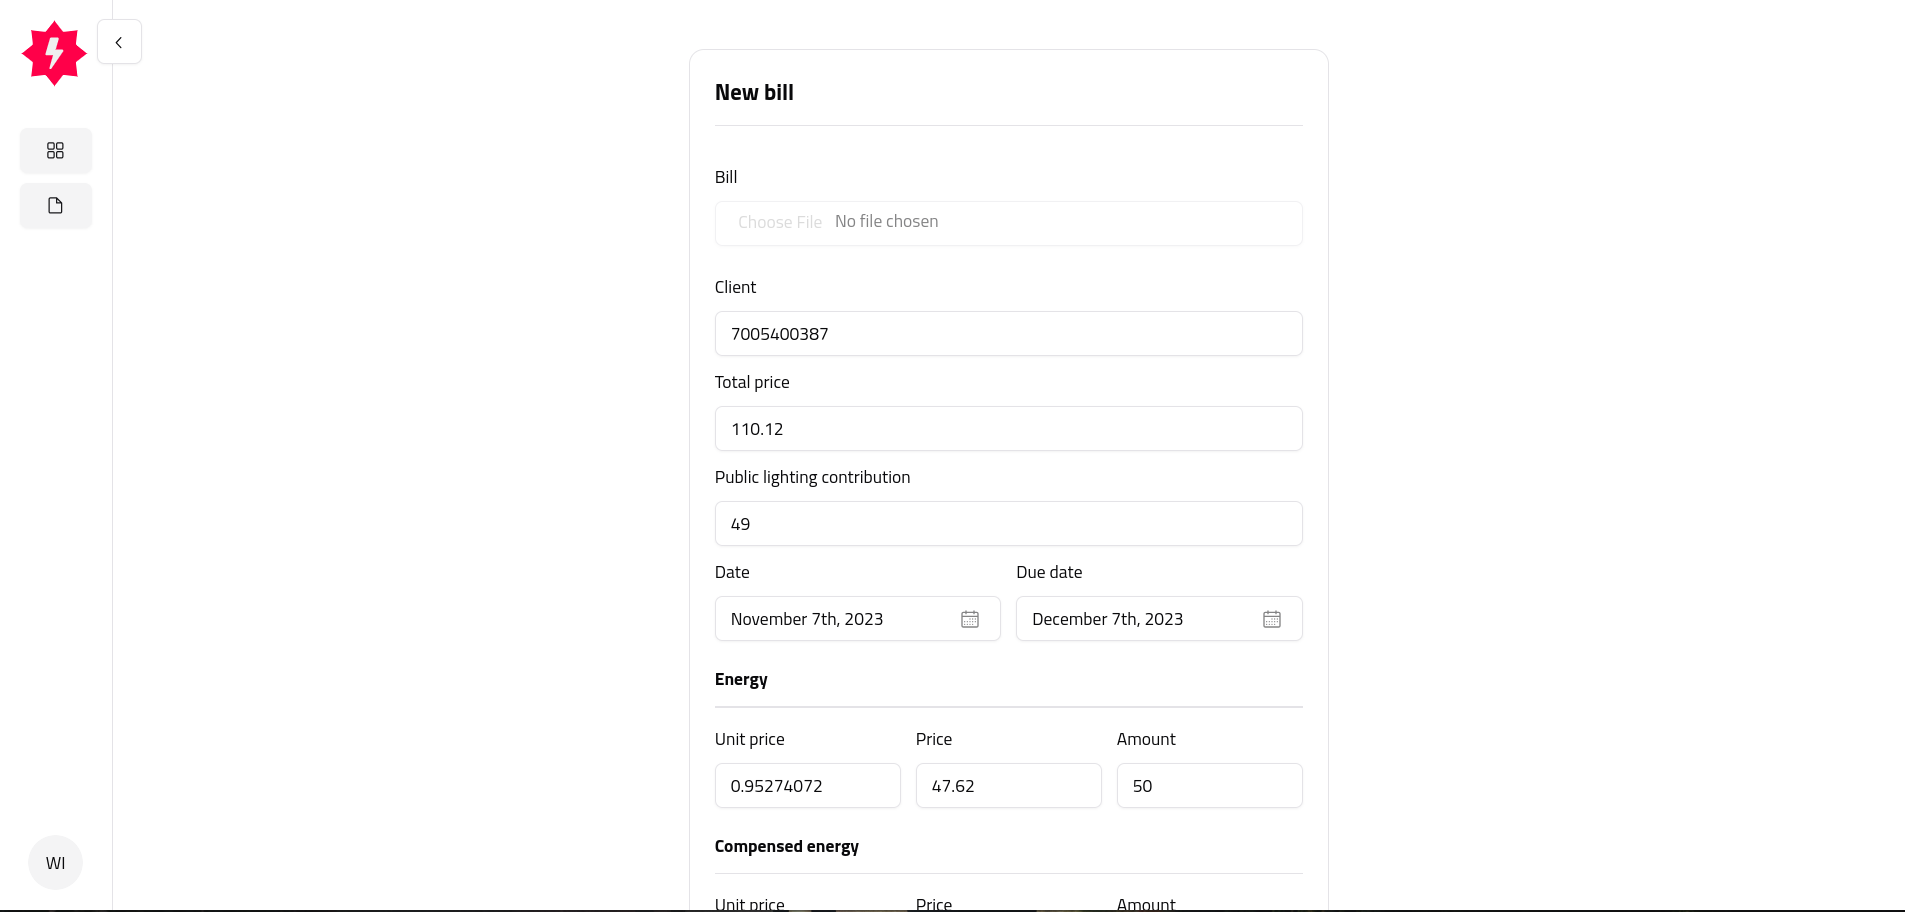 New bill
Bill
Choose File No file chosen
Client
7005400387
Total price
110.12
Public lighting contribution
49
Date Due date
November 7th, 2023 December 7th, 2023
Energy
Unit price Price Amount
0.95274072 47.62 50
Compensed energy
Unit price Price Amount
WI